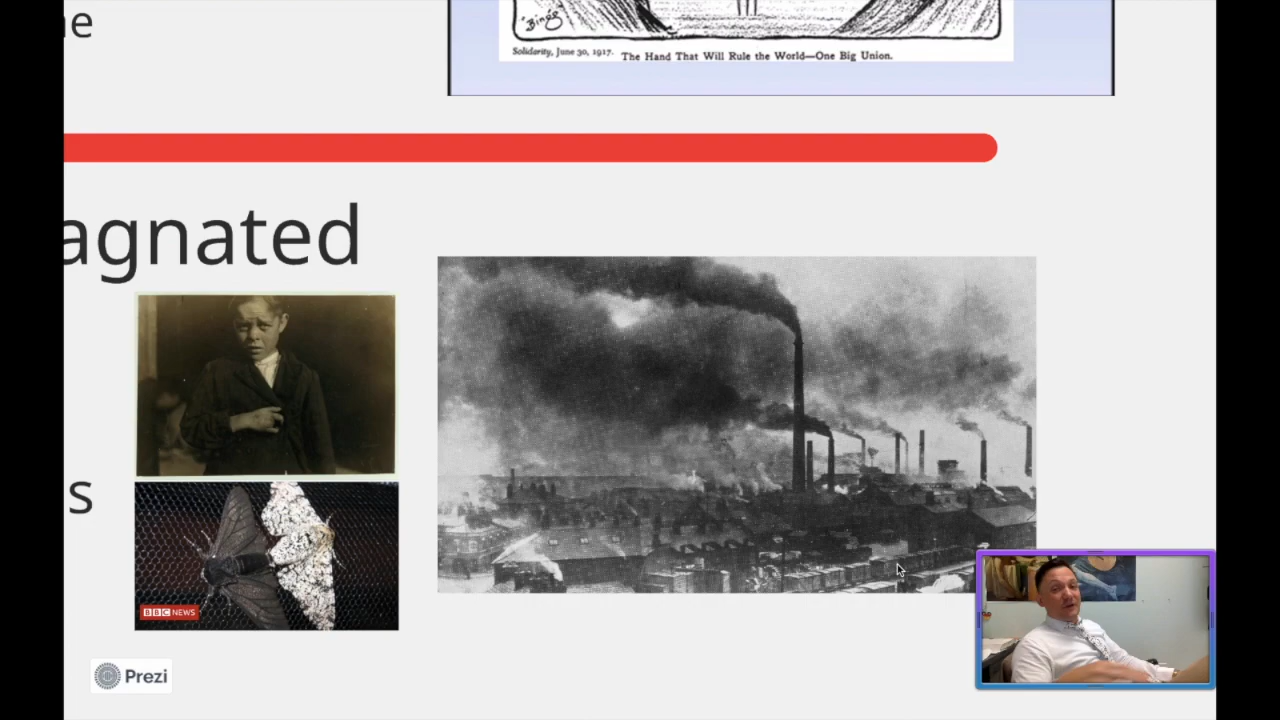 ne
"Bingo"
Solidarity, June 30, 1917. The Hand That Will Rule the World—One Big Union.
agnated
s
BBC NEWS
Prezi